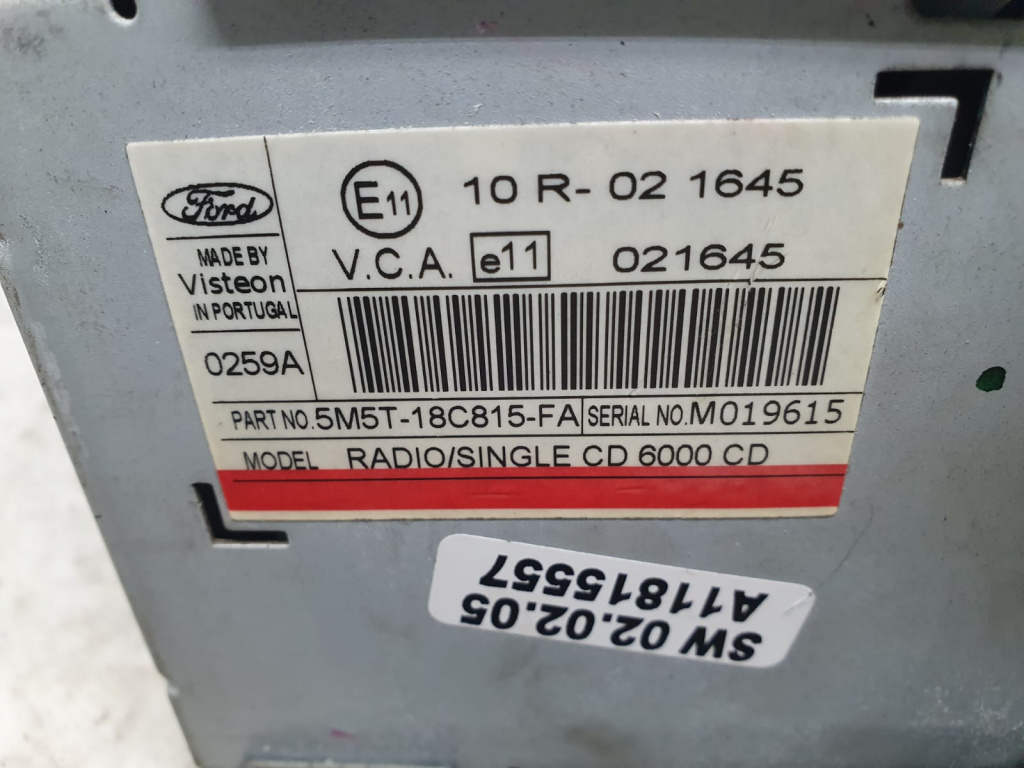 Ford
MADE BY
Visteon
IN PORTUGAL
0259A
E11 10 R- 02 1645
V.C.A. e11 021645
PART NO. 5M5T-18C815-FA SERIAL NO. M019615
MODEL RADIO/SINGLE CD 6000 CD
SW 02.02.05
A11815557